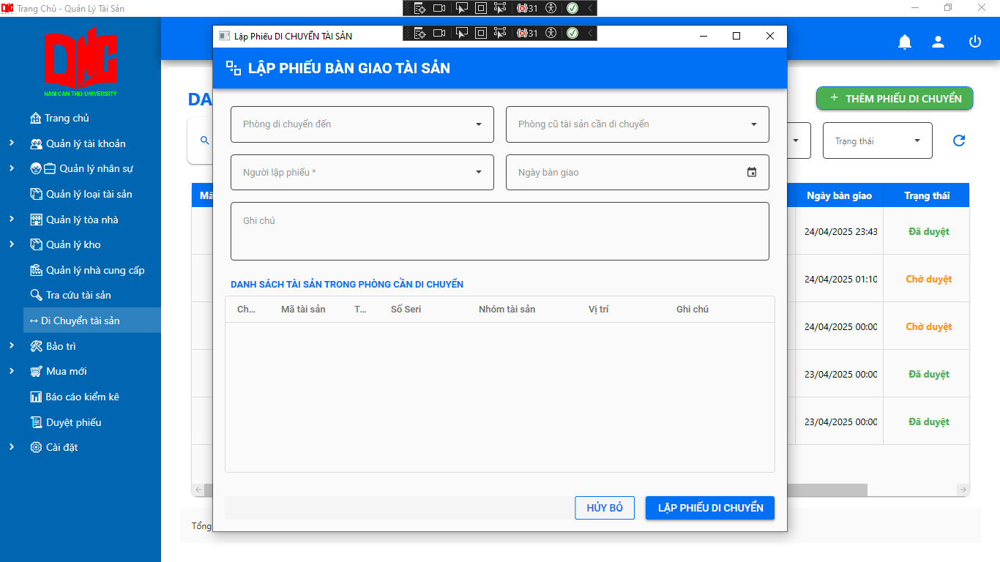 Trang Chủ - Quản Lý Tài Sản
31
DNC
NAM CAN THO UNIVERSITY
Trang chủ
Quản lý tài khoản
Quản lý nhân sự
Quản lý loại tài sản
Quản lý tòa nhà
Quản lý kho
Quản lý nhà cung cấp
Tra cứu tài sản
Di Chuyển tài sản
Bảo trì
Mua mới
Báo cáo kiểm kê
Duyệt phiếu
Cài đặt
DA
THÊM PHIẾU DI CHUYỂN
Trạng thái
Mã
Ngày bàn giao
Trạng thái
24/04/2025 23:43
Đã duyệt
24/04/2025 01:10
Chờ duyệt
24/04/2025 00:00
Chờ duyệt
23/04/2025 00:00
Đã duyệt
23/04/2025 00:00
Đã duyệt
Tổng
Lập Phiếu DI CHUYỂN TÀI SẢN
31
LẬP PHIẾU BÀN GIAO TÀI SẢN
Phòng di chuyển đến
Phòng cũ tài sản cần di chuyển
Người lập phiếu *
Ngày bàn giao
Ghi chú
DANH SÁCH TÀI SẢN TRONG PHÒNG CẦN DI CHUYỂN
Ch... Mã tài sản T... Số Seri Nhóm tài sản Vị trí Ghi chú
HỦY BỎ
LẬP PHIẾU DI CHUYỂN